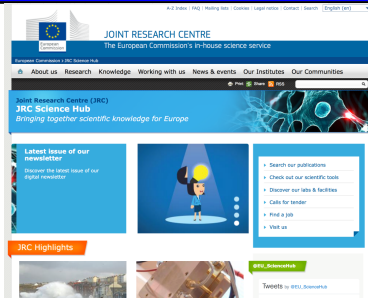 A-Z Index | FAQ | Mailing lists | Cookies | Legal notice | Contact | Search English (en)
European
Commission
JOINT RESEARCH CENTRE
The European Commission's in-house science service
European Commission > JRC Science Hub
About us Research Knowledge Working with us News & events Our Institutes Our Communities
Print Share RSS
Joint Research Centre (JRC)
JRC Science Hub
Bringing together scientific knowledge for Europe
Latest issue of our
newsletter
Discover the latest issue of our
digital newsletter
Search our publications
Check out our scientific tools
Discover our labs & facilities
Calls for tender
Find a job
Visit us
JRC Highlights
@EU_ScienceHub
Tweets by @EU_ScienceHub